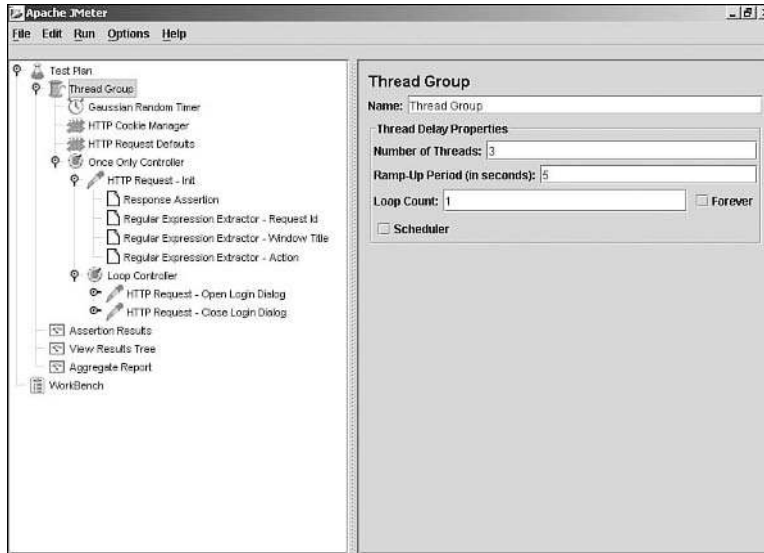 Apache JMeter
File Edit Run Options Help
Test Plan
Thread Group
Gaussian Random Timer
HTTP Cookie Manager
HTTP Request Defaults
Once Only Controller
HTTP Request - Init
Response Assertion
Regular Expression Extractor - Request Id
Regular Expression Extractor - Window Title
Regular Expression Extractor - Action
Loop Controller
HTTP Request - Open Login Dialog
HTTP Request - Close Login Dialog
Assertion Results
View Results Tree
Aggregate Report
WorkBench
Thread Group
Name: Thread Group
Thread Delay Properties
Number of Threads: 3
Ramp-Up Period (in seconds): 5
Loop Count: 1 Forever
Scheduler